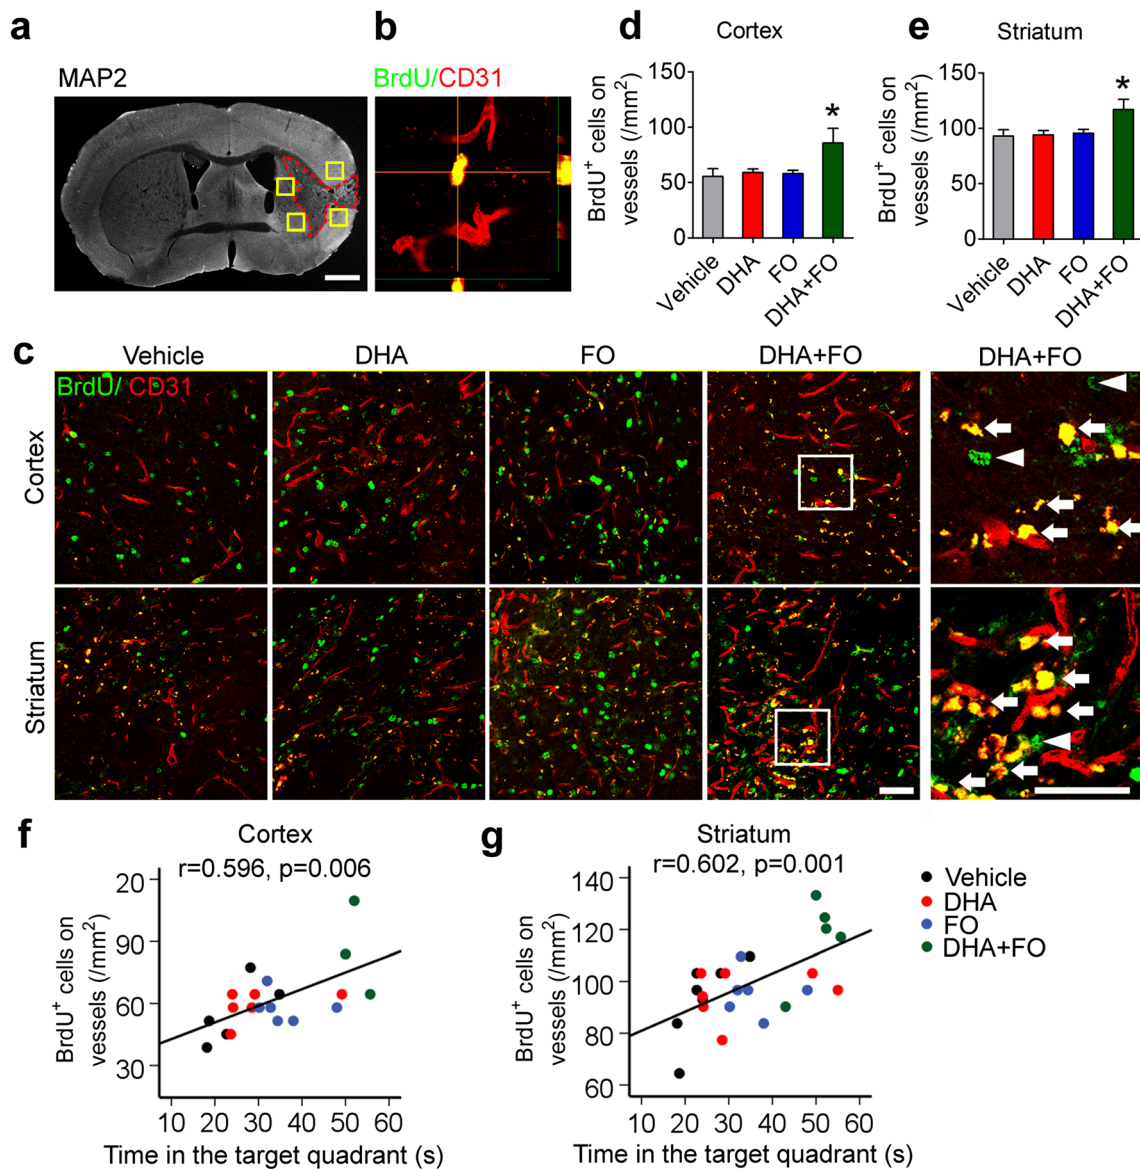 a
MAP2
b
BrdU/CD31
d
Cortex
BrdU⁺ cells on
vessels (/mm²)
150
100
50
0
Vehicle
DHA
FO
DHA+FO
*
e
Striatum
BrdU⁺ cells on
vessels (/mm²)
150
100
50
0
Vehicle
DHA
FO
DHA+FO
*
c
Vehicle
DHA
FO
DHA+FO
DHA+FO
BrdU/ CD31
Cortex
Striatum
f
Cortex
r=0.596, p=0.006
BrdU⁺ cells on
vessels (/mm²)
20
90
60
30
10 20 30 40 50 60
Time in the target quadrant (s)
g
Striatum
r=0.602, p=0.001
BrdU⁺ cells on
vessels (/mm²)
140
120
100
80
60
10 20 30 40 50 60
Time in the target quadrant (s)
Vehicle
DHA
FO
DHA+FO